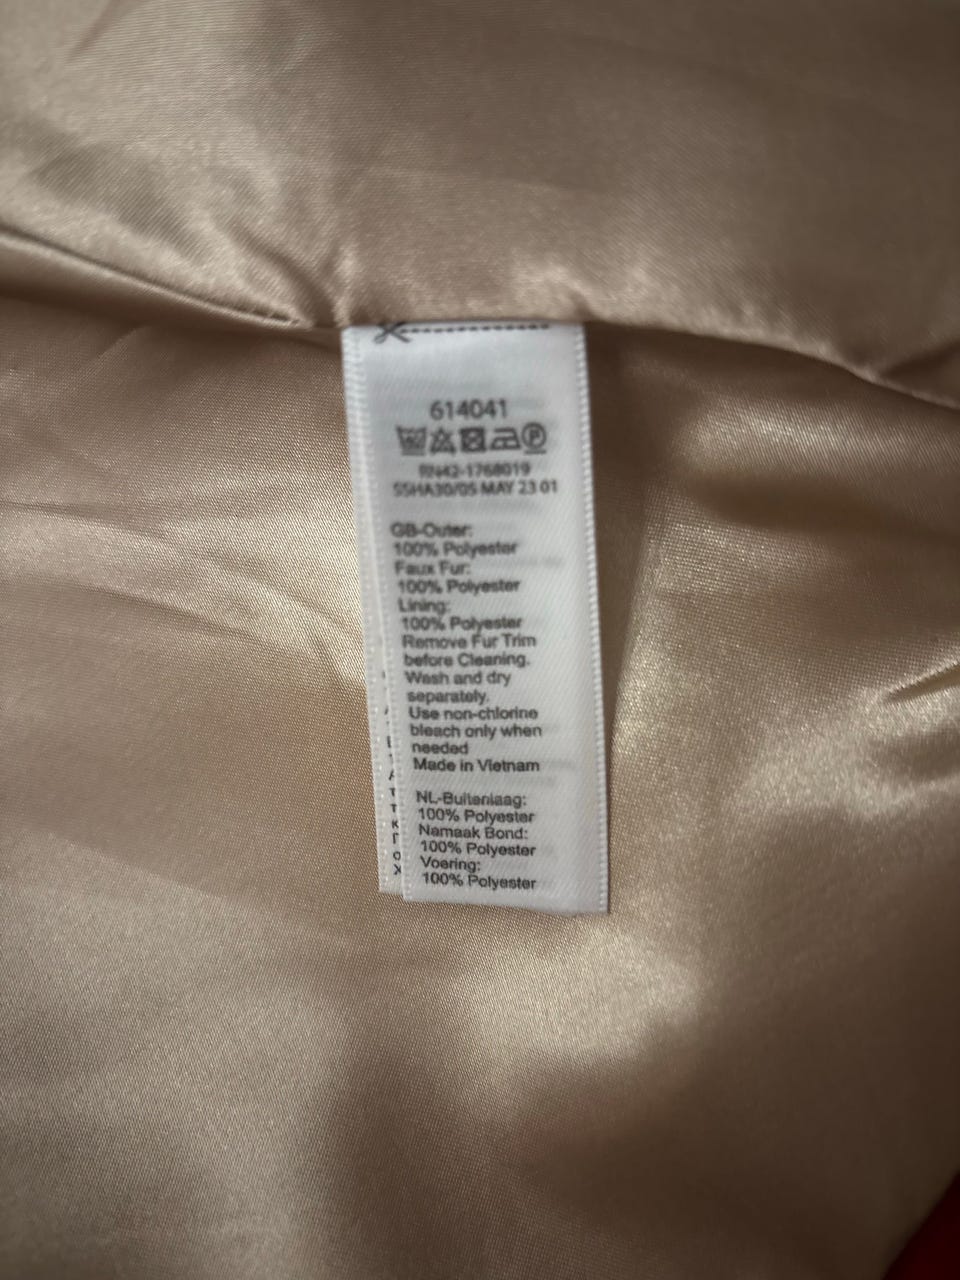 614041
RN42-1768019
SSHA30/05 MAY 23 01
GB-Outer:
100% Polyester
Faux Fur:
100% Polyester
Lining:
100% Polyester
Remove Fur Trim
before Cleaning.
Wash and dry
separately.
Use non-chlorine
bleach only when
needed
Made in Vietnam
NL-Buitenlaag:
100% Polyester
Namaak Bond:
100% Polyester
Voering:
100% Polyester